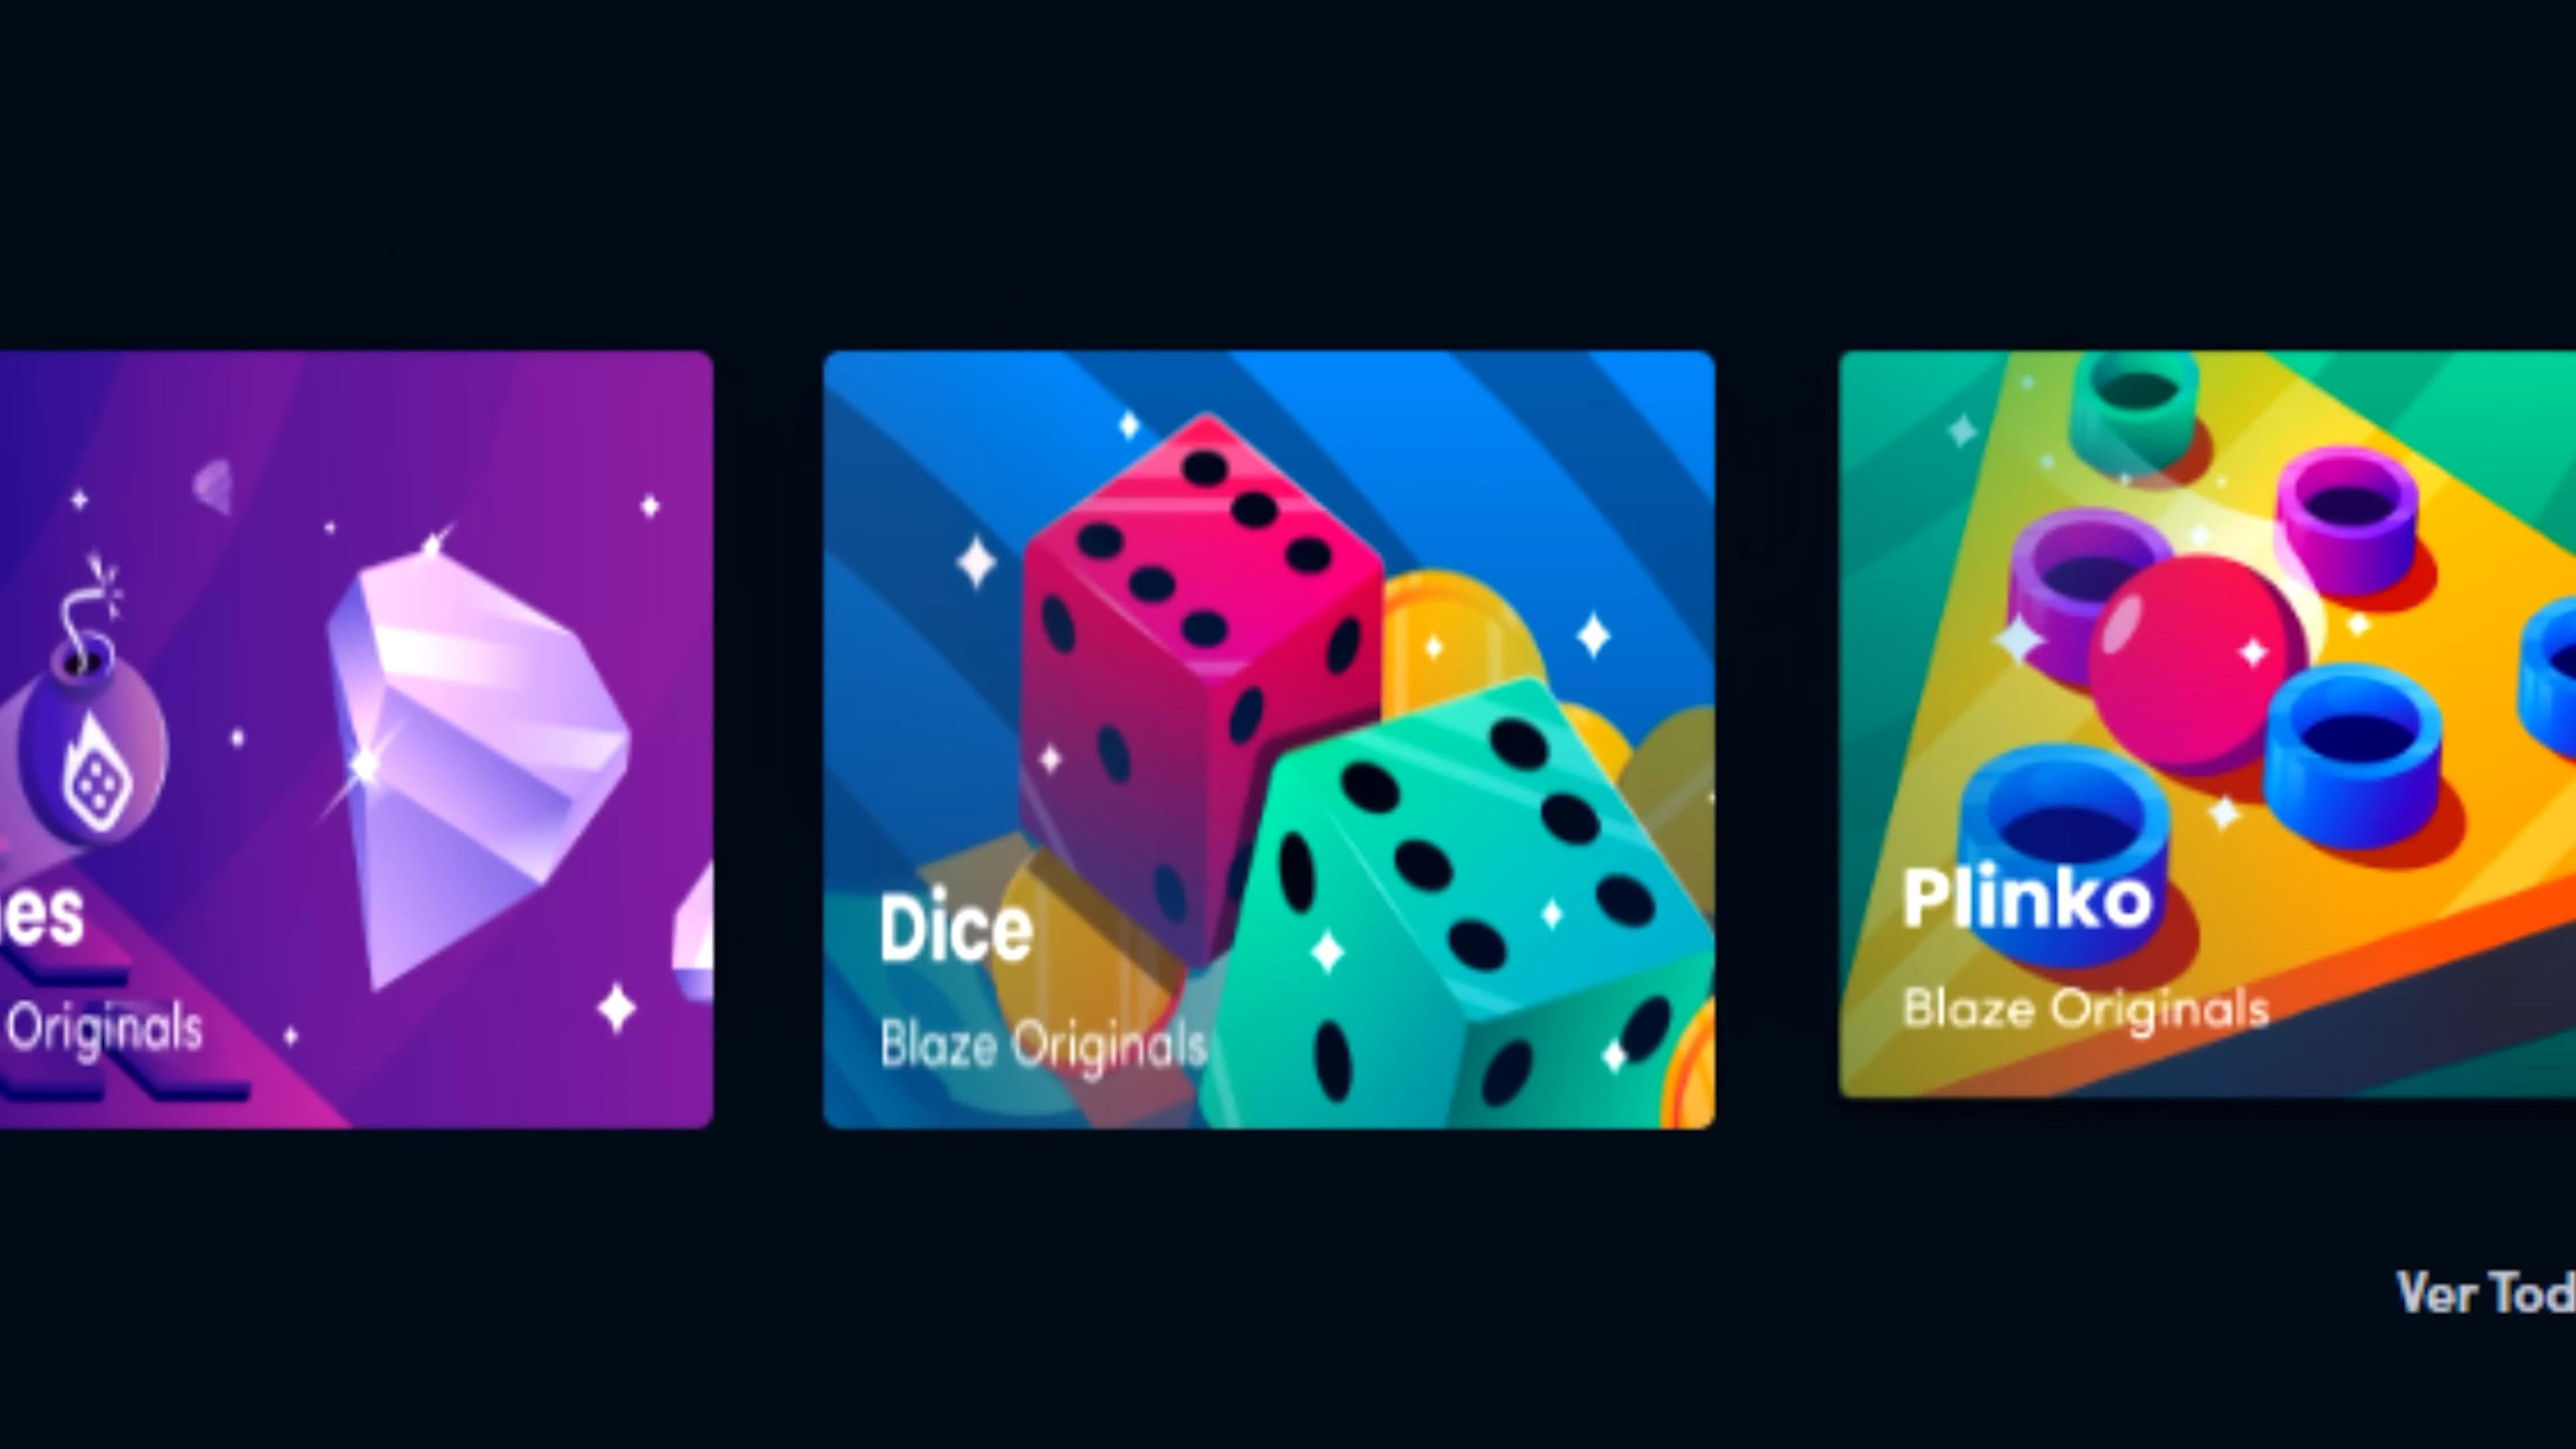 es
Originals
Dice
Blaze Originals
Plinko
Blaze Originals
Ver Tod